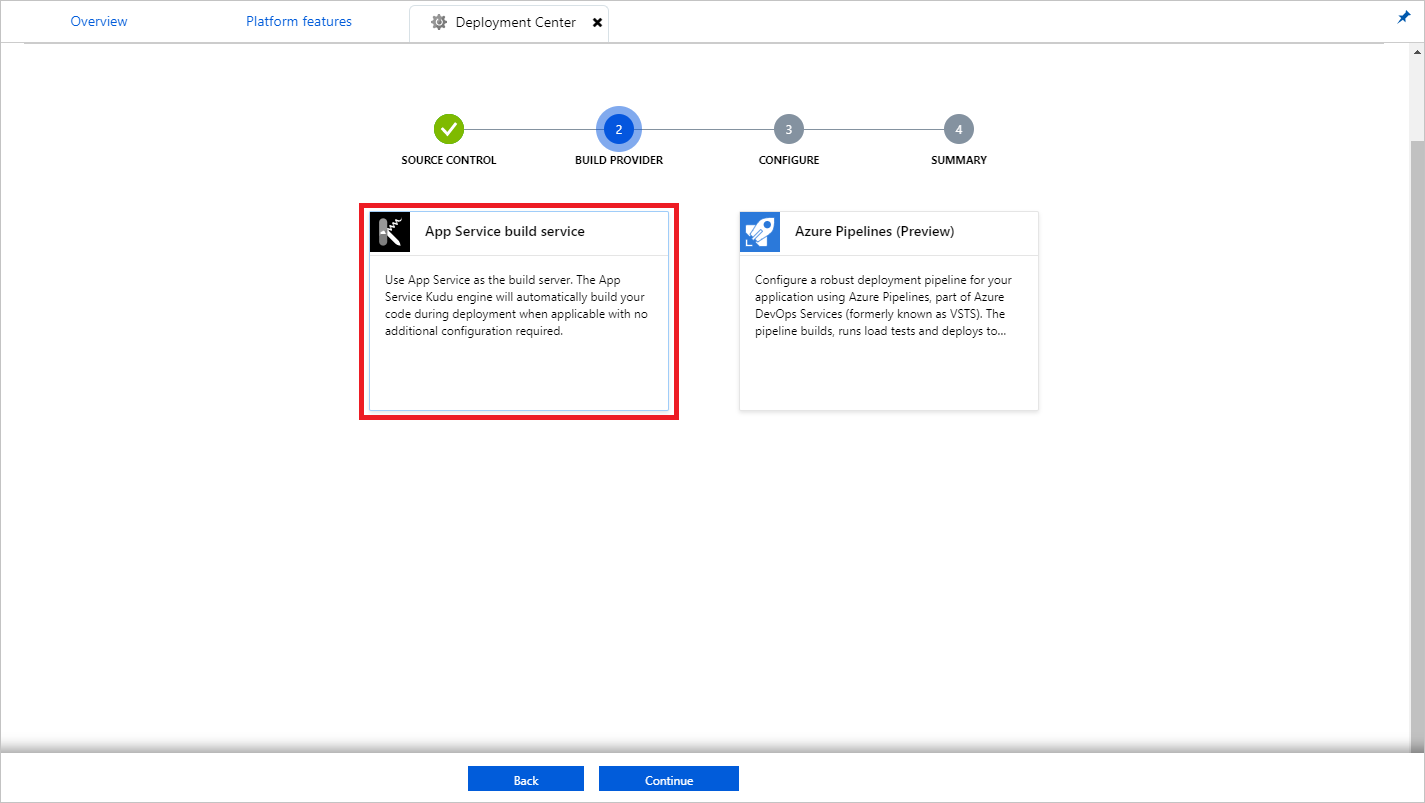 Overview
Platform features
Deployment Center
2
3
4
SOURCE CONTROL
BUILD PROVIDER
CONFIGURE
SUMMARY
App Service build service
Use App Service as the build server. The App
Service Kudu engine will automatically build your
code during deployment when applicable with no
additional configuration required.
Azure Pipelines (Preview)
Configure a robust deployment pipeline for your
application using Azure Pipelines, part of Azure
DevOps Services (formerly known as VSTS). The
pipeline builds, runs load tests and deploys to...
Back
Continue